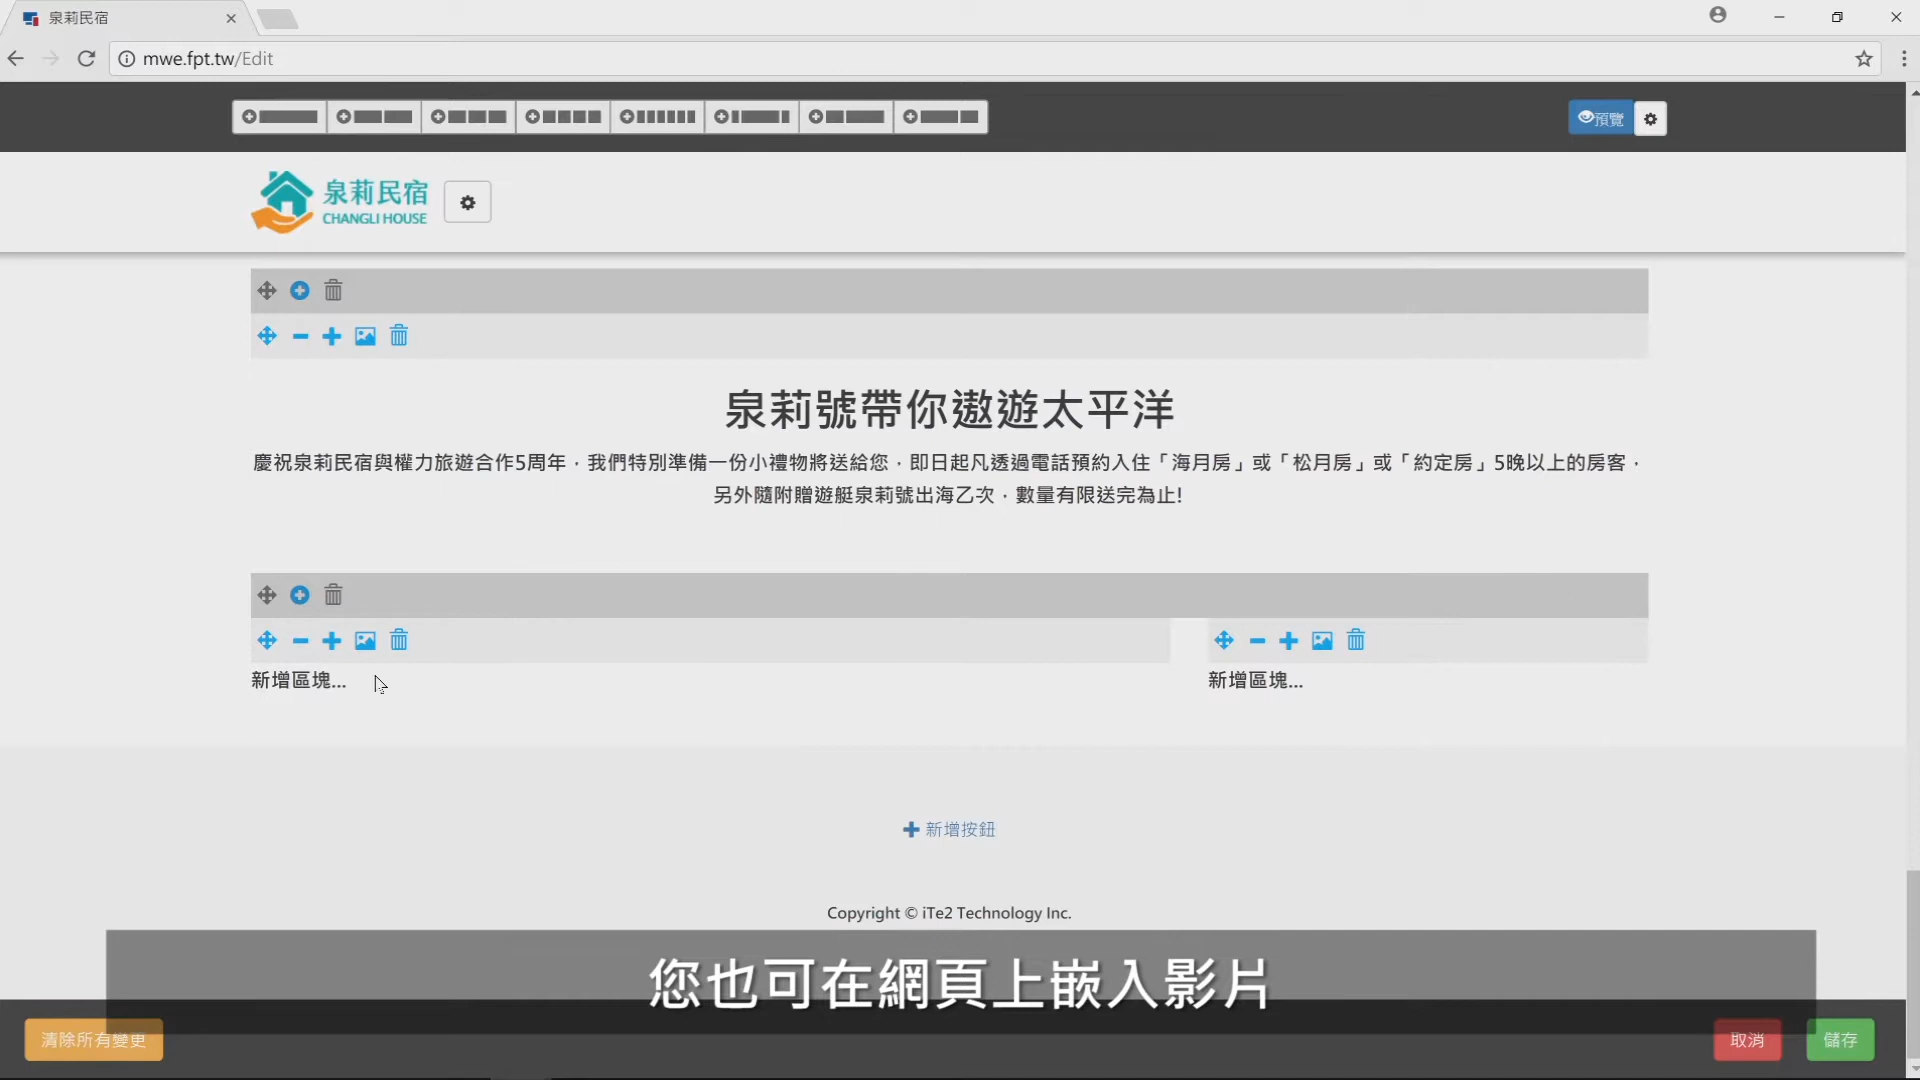 泉莉民宿
mwe.fpt.tw/Edit
預覽
泉莉民宿
CHANGLI HOUSE
泉莉號帶你遨遊太平洋
慶祝泉莉民宿與權力旅遊合作5周年，我們特別準備一份小禮物將送給您，即日起凡透過電話預約入住「海月房」或「松月房」或「約定房」5晚以上的房客，
另外隨附贈遊艇泉莉號出海乙次，數量有限送完為止!
新增區塊...
新增區塊...
新增按鈕
Copyright © iTe2 Technology Inc.
您也可在網頁上嵌入影片
清除所有變更
取消
儲存